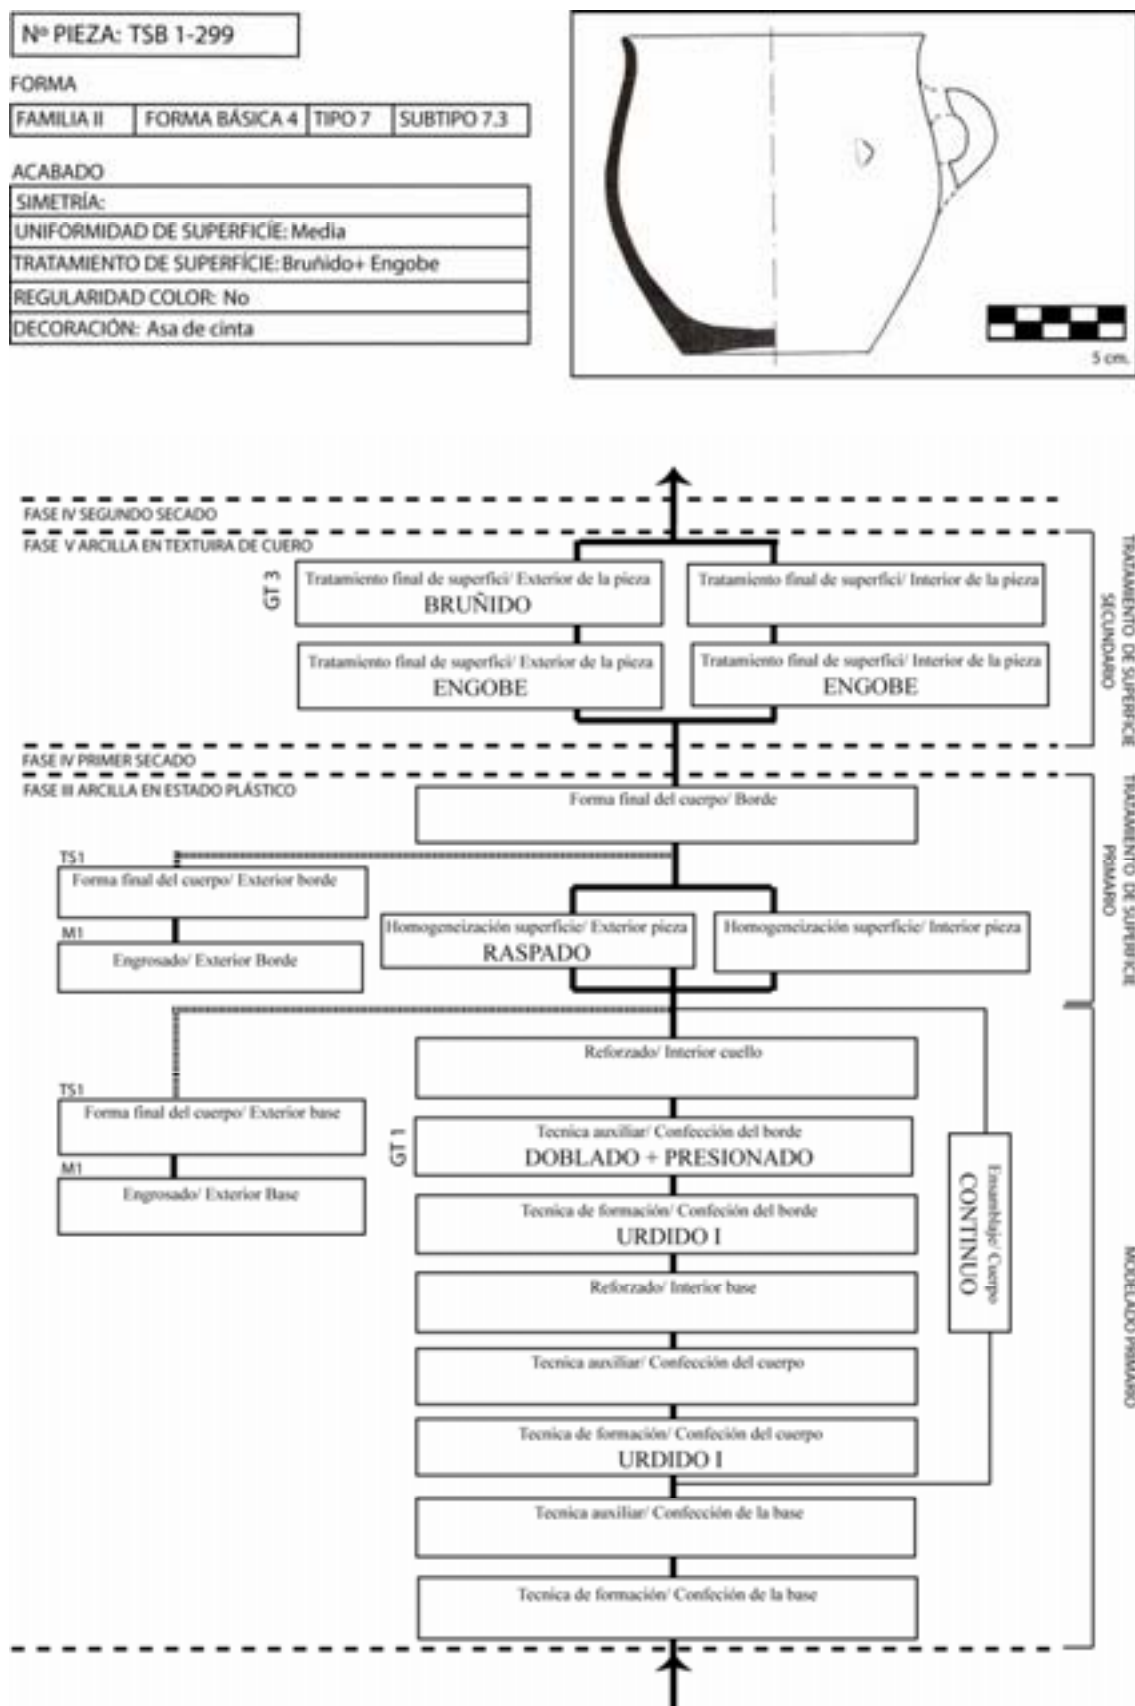 Nº PIEZA: TSB 1-299
FORMA
FAMILIA II FORMA BÁSICA 4 TIPO 7 SUBTIPO 7.3
ACABADO
SIMETRÍA:
UNIFORMIDAD DE SUPERFICÍE: Media
TRATAMIENTO DE SUPERFÍCIE: Bruñido+ Engobe
REGULARIDAD COLOR: No
DECORACIÓN: Asa de cinta
5 cm.
FASE IV SEGUNDO SECADO
FASE V ARCILLA EN TEXTUIRA DE CUERO
GT 3
Tratamiento final de superfici/ Exterior de la pieza
BRUÑIDO
Tratamiento final de superfici/ Interior de la pieza
Tratamiento final de superfici/ Exterior de la pieza
ENGOBE
Tratamiento final de superfici/ Interior de la pieza
ENGOBE
TRATAMIENTO DE SUPERFICIE
SECUNDARIO
FASE IV PRIMER SECADO
FASE III ARCILLA EN ESTADO PLÁSTICO
Forma final del cuerpo/ Borde
TS1
Forma final del cuerpo/ Exterior borde
M1
Engrosado/ Exterior Borde
Homogeneización superficie/ Exterior pieza
RASPADO
Homogeneización superficie/ Interior pieza
TRATAMIENTO DE SUPERFICIE
PRIMARIO
Reforzado/ Interior cuello
TS1
Forma final del cuerpo/ Exterior base
M1
Engrosado/ Exterior Base
GT 1
Tecnica auxiliar/ Confección del borde
DOBLADO + PRESIONADO
Tecnica de formación/ Confeción del borde
URDIDO I
Reforzado/ Interior base
Tecnica auxiliar/ Confección del cuerpo
Tecnica de formación/ Confeción del cuerpo
URDIDO I
Ensamblaje/ Cuerpo
CONTINUO
Tecnica auxiliar/ Confección de la base
Tecnica de formación/ Confeción de la base
MODELADO PRIMARIO